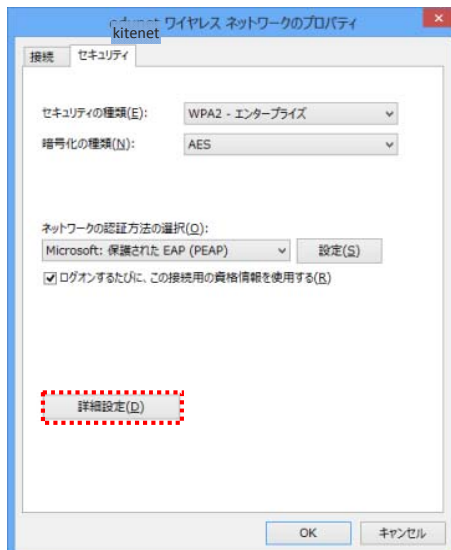 kitenet ワイヤレス ネットワークのプロパティ
接続 セキュリティ
セキュリティの種類(E): WPA2 - エンタープライズ
暗号化の種類(N): AES
ネットワークの認証方法の選択(O):
Microsoft: 保護された EAP (PEAP) 設定(S)
ログオンするたびに、この接続用の資格情報を使用する(R)
詳細設定(D)
OK キャンセル